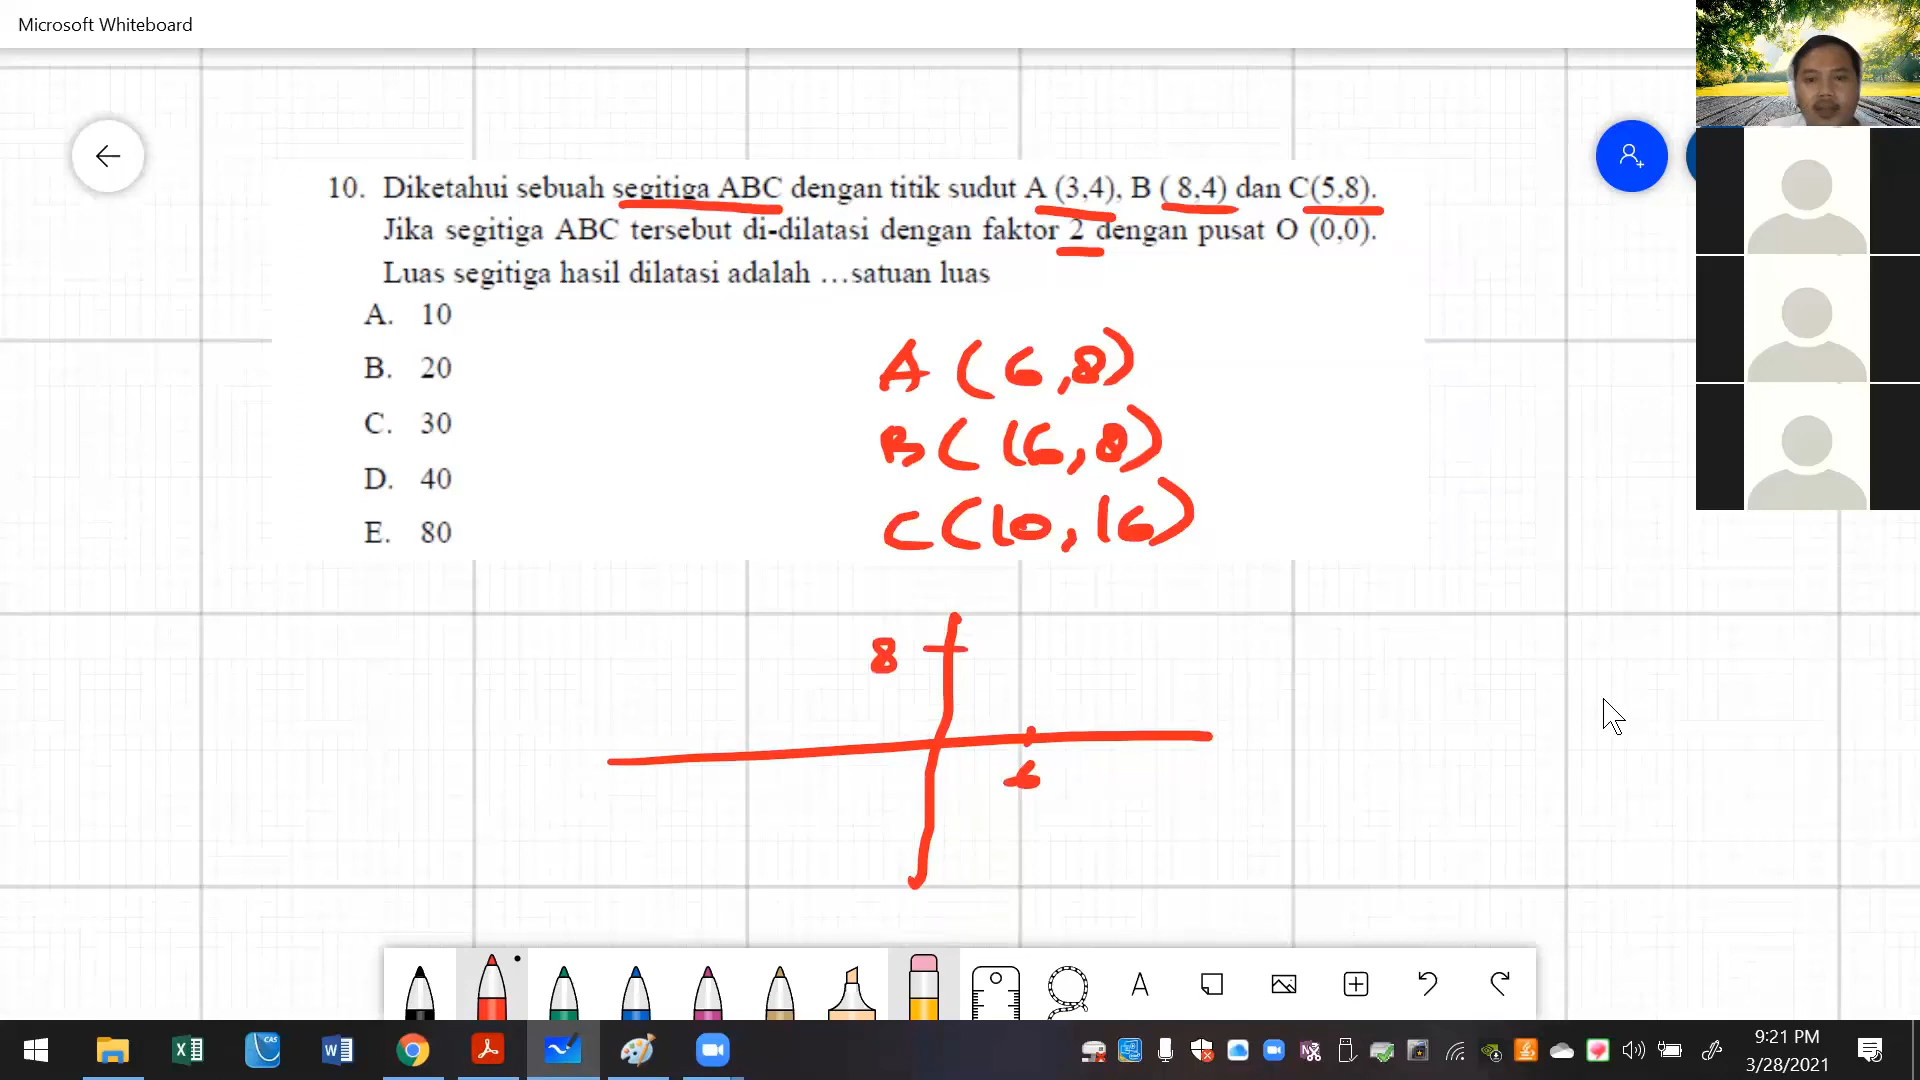 Microsoft Whiteboard
10. Diketahui sebuah segitiga ABC dengan titik sudut A (3,4), B ( 8,4) dan C(5,8).
Jika segitiga ABC tersebut di-dilatasi dengan faktor 2 dengan pusat O (0,0).
Luas segitiga hasil dilatasi adalah …satuan luas
A. 10
B. 20
C. 30
D. 40
E. 80
A (6,8)
B (16,8)
C (10,16)
8
6
A
CAS
9:21 PM
3/28/2021